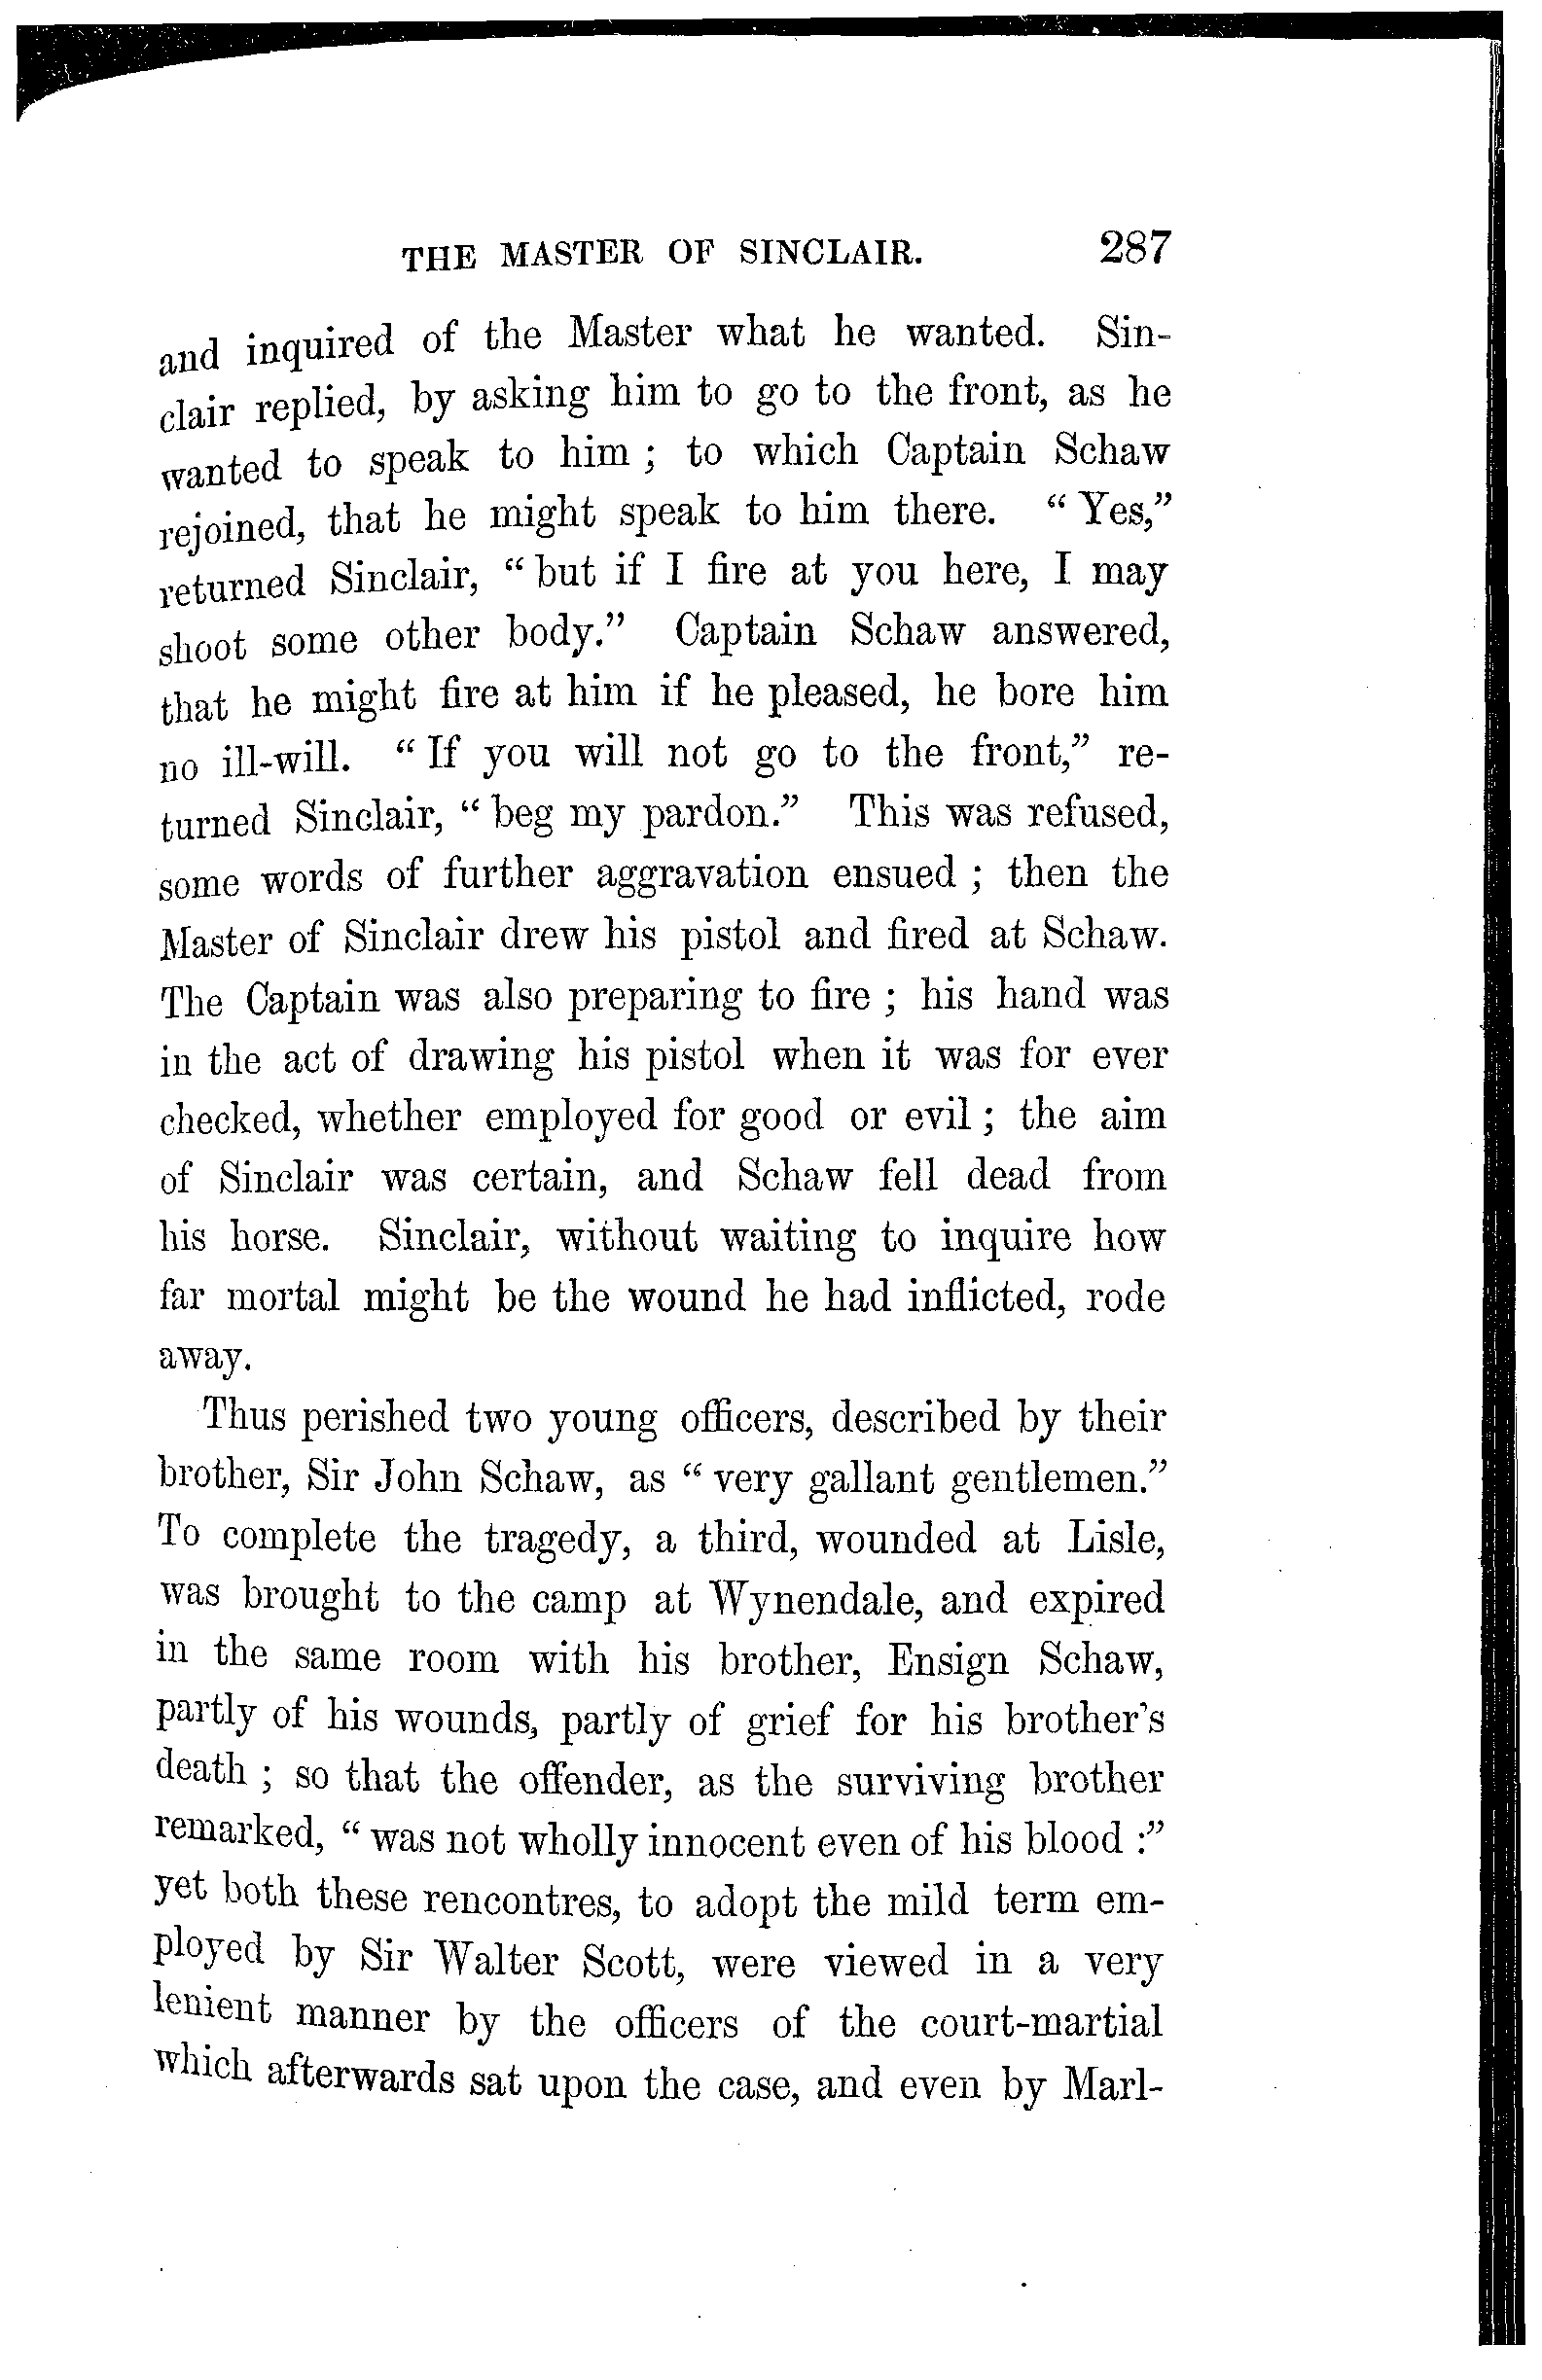 THE MASTER OF SINCLAIR. 287
and inquired of the Master what he wanted. Sin-
clair replied, by asking him to go to the front, as he
wanted to speak to him ; to which Captain Schaw
rejoined, that he might speak to him there. “ Yes,”
returned Sinclair, “ but if I fire at you here, I may
shoot some other body.” Captain Schaw answered,
that he might fire at him if he pleased, he bore him
no ill-will. “ If you will not go to the front,” re-
turned Sinclair, “ beg my pardon.” This was refused,
some words of further aggravation ensued ; then the
Master of Sinclair drew his pistol and fired at Schaw.
The Captain was also preparing to fire ; his hand was
in the act of drawing his pistol when it was for ever
checked, whether employed for good or evil ; the aim
of Sinclair was certain, and Schaw fell dead from
his horse. Sinclair, without waiting to inquire how
far mortal might be the wound he had inflicted, rode
away.
Thus perished two young officers, described by their
brother, Sir John Schaw, as “ very gallant gentlemen.”
To complete the tragedy, a third, wounded at Lisle,
was brought to the camp at Wynendale, and expired
in the same room with his brother, Ensign Schaw,
partly of his wounds, partly of grief for his brother's
death ; so that the offender, as the surviving brother
remarked, “ was not wholly innocent even of his blood :”
yet both these rencontres, to adopt the mild term em-
ployed by Sir Walter Scott, were viewed in a very
lenient manner by the officers of the court-martial
which afterwards sat upon the case, and even by Marl-